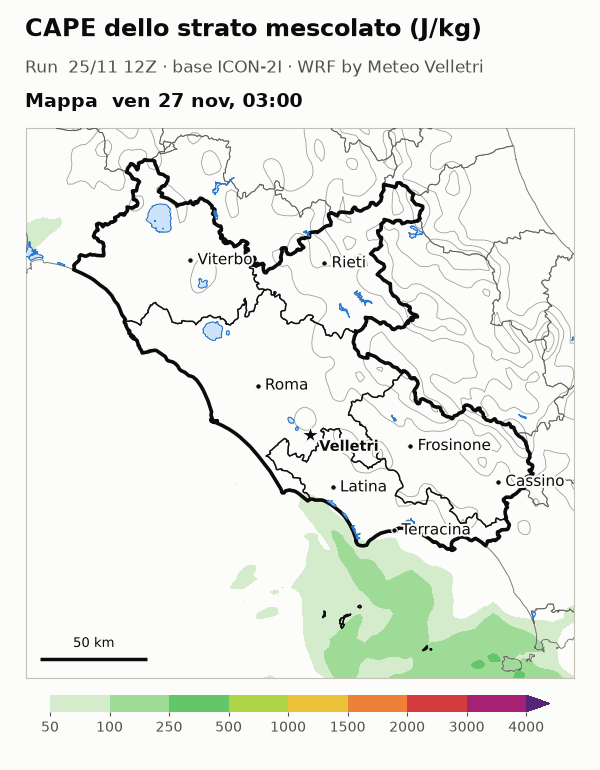 CAPE dello strato mescolato (J/kg)
Run 25/11 12Z · base ICON-2I · WRF by Meteo Velletri
Mappa ven 27 nov, 03:00
Viterbo
Rieti
Roma
Velletri
Frosinone
Cassino
Latina
Terracina
50 km
50 100 250 500 1000 1500 2000 3000 4000